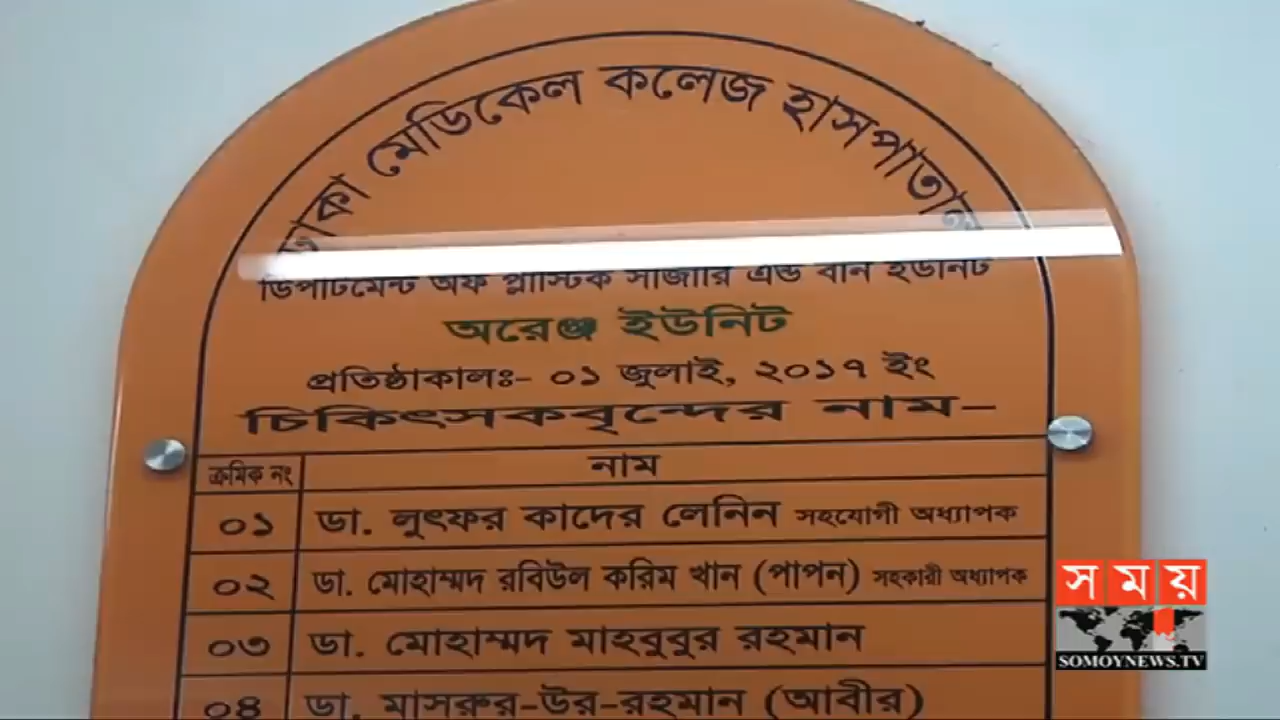 ঢাকা মেডিকেল কলেজ হাসপাতাল
ডিপার্টমেন্ট অফ প্লাস্টিক সার্জারি এন্ড বার্ন ইউনিট
অরেঞ্জ ইউনিট
প্রতিষ্ঠাকালঃ- ০১ জুলাই, ২০১৭ ইং
চিকিৎসকবৃন্দের নাম-
ক্রমিক নং নাম
০১ ডা. লুৎফর কাদের লেনিন সহযোগী অধ্যাপক
০২ ডা. মোহাম্মদ রবিউল করিম খান (পাপন) সহকারী অধ্যাপক
০৩ ডা. মোহাম্মদ মাহবুবুর রহমান
০৪ ডা. মাসরুর-উর-রহমান (আবীর)
সময়
SOMOYNEWS.TV